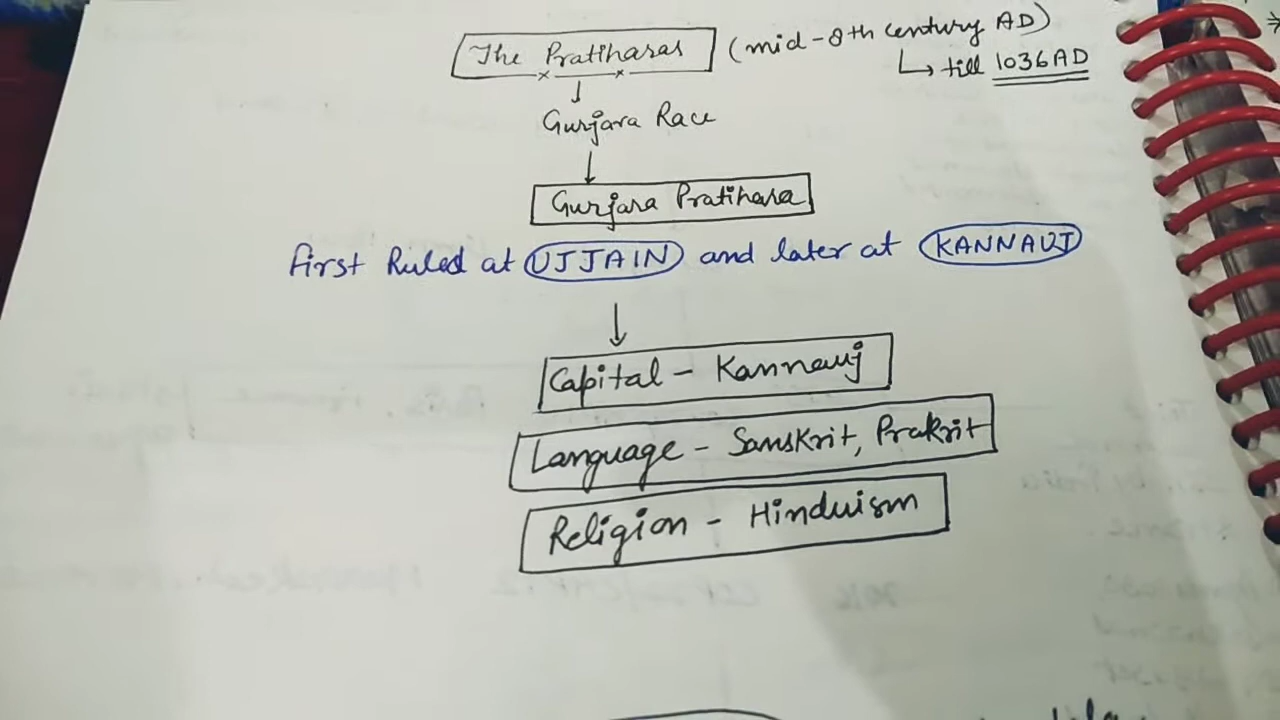 The Pratiharas (mid-8th century AD)
↳ till 1036AD
↓
Gurjara Race
↓
Gurjara Pratihara
First Ruled at UJJAIN and later at KANNAUJ
↓
Capital - Kannauj
Language - Sanskrit, Prakrit
Religion - Hinduism